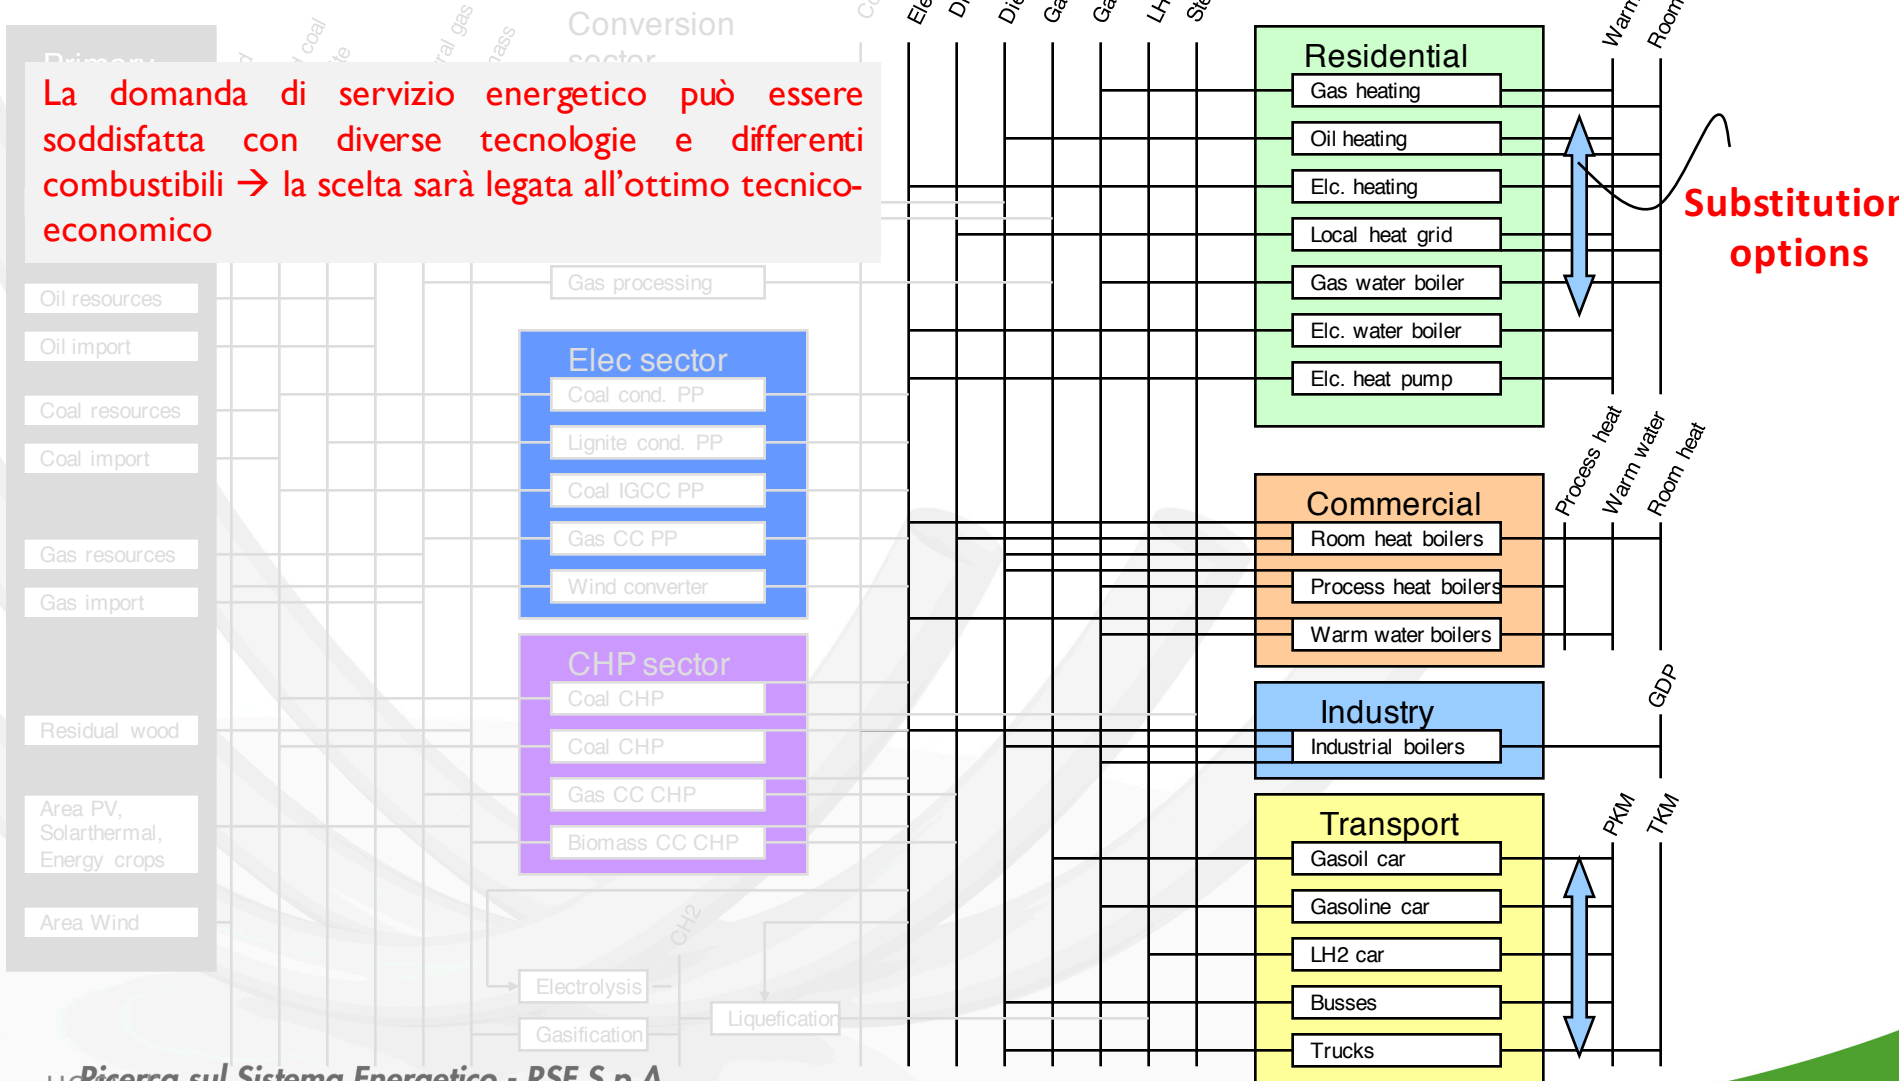 Conversion
sector
Primary
La domanda di servizio energetico può essere
soddisfatta con diverse tecnologie e differenti
combustibili → la scelta sarà legata all'ottimo tecnico-
economico
Oil resources
Oil import
Coal resources
Coal import
Gas resources
Gas import
Residual wood
Area PV,
Solarthermal,
Energy crops
Area Wind
Gas processing
Elec sector
Coal cond. PP
Lignite cond. PP
Coal IGCC PP
Gas CC PP
Wind converter
CHP sector
Coal CHP
Coal CHP
Gas CC CHP
Biomass CC CHP
CH2
Electrolysis
Gasification
Liquefication
Residential
Gas heating
Oil heating
Elc. heating
Local heat grid
Gas water boiler
Elc. water boiler
Elc. heat pump
Warm
Room
Substitution
options
Process heat
Warm water
Room heat
Commercial
Room heat boilers
Process heat boilers
Warm water boilers
GDP
Industry
Industrial boilers
PKM
TKM
Transport
Gasoil car
Gasoline car
LH2 car
Busses
Trucks
Ricerca sul Sistema Energetico - RSE S.p.A.